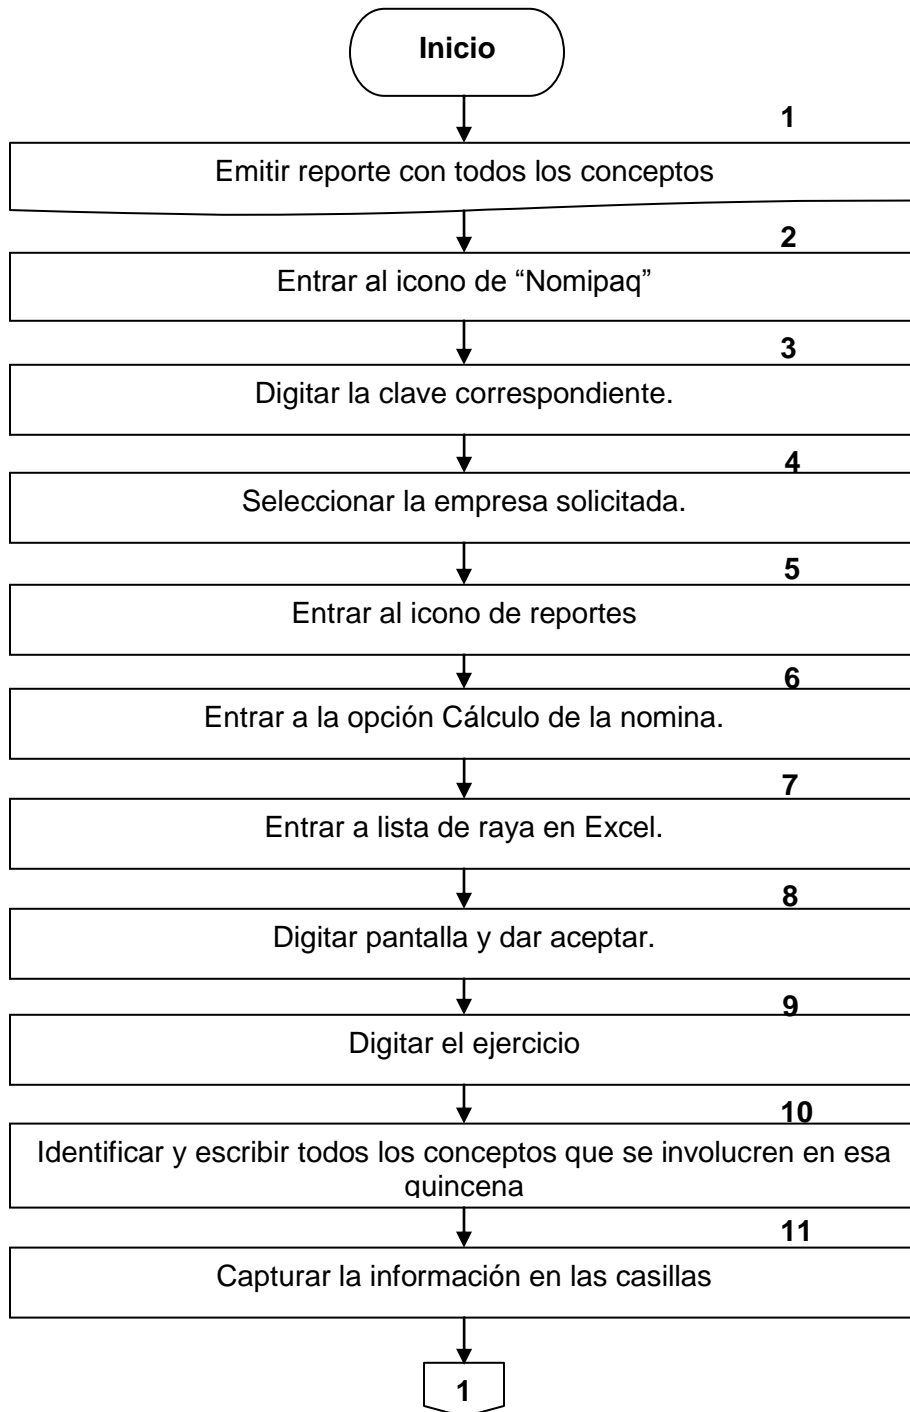 Inicio
1
Emitir reporte con todos los conceptos
2
Entrar al icono de “Nomipaq”
3
Digitar la clave correspondiente.
4
Seleccionar la empresa solicitada.
5
Entrar al icono de reportes
6
Entrar a la opción Cálculo de la nomina.
7
Entrar a lista de raya en Excel.
8
Digitar pantalla y dar aceptar.
9
Digitar el ejercicio
10
Identificar y escribir todos los conceptos que se involucren en esa
quincena
11
Capturar la información en las casillas
1